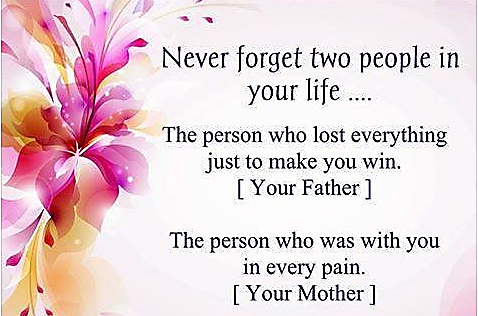 Never forget two people in
your life ....
The person who lost everything
just to make you win.
[ Your Father ]
The person who was with you
in every pain.
[ Your Mother ]